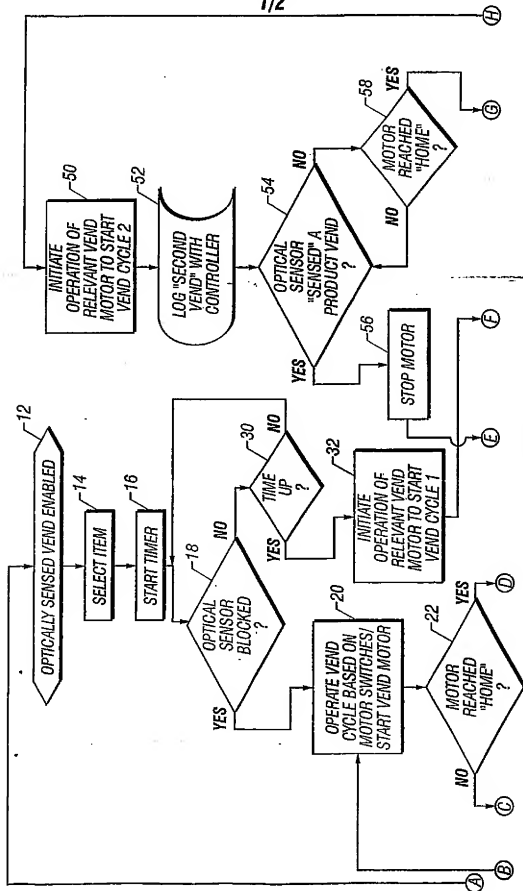 1/2
12
OPTICALLY SENSED VEND ENABLED
14
SELECT ITEM
16
START TIMER
18
OPTICAL
SENSOR
BLOCKED
?
YES
NO
30
TIME
UP
?
NO
YES
32
INITIATE
OPERATION OF
RELEVANT VEND
MOTOR TO START
VEND CYCLE 1
20
OPERATE VEND
CYCLE BASED ON
MOTOR SWITCHES/
START VEND MOTOR
22
MOTOR
REACHED
"HOME"
?
NO
YES
A
B
C
D
50
INITIATE
OPERATION OF
RELEVANT VEND
MOTOR TO START
VEND CYCLE 2
52
LOG "SECOND
VEND" WITH
CONTROLLER
54
OPTICAL
SENSOR
"SENSED" A
PRODUCT VEND
?
YES
NO
56
STOP MOTOR
58
MOTOR
REACHED
"HOME"
?
NO
YES
E
F
G
H